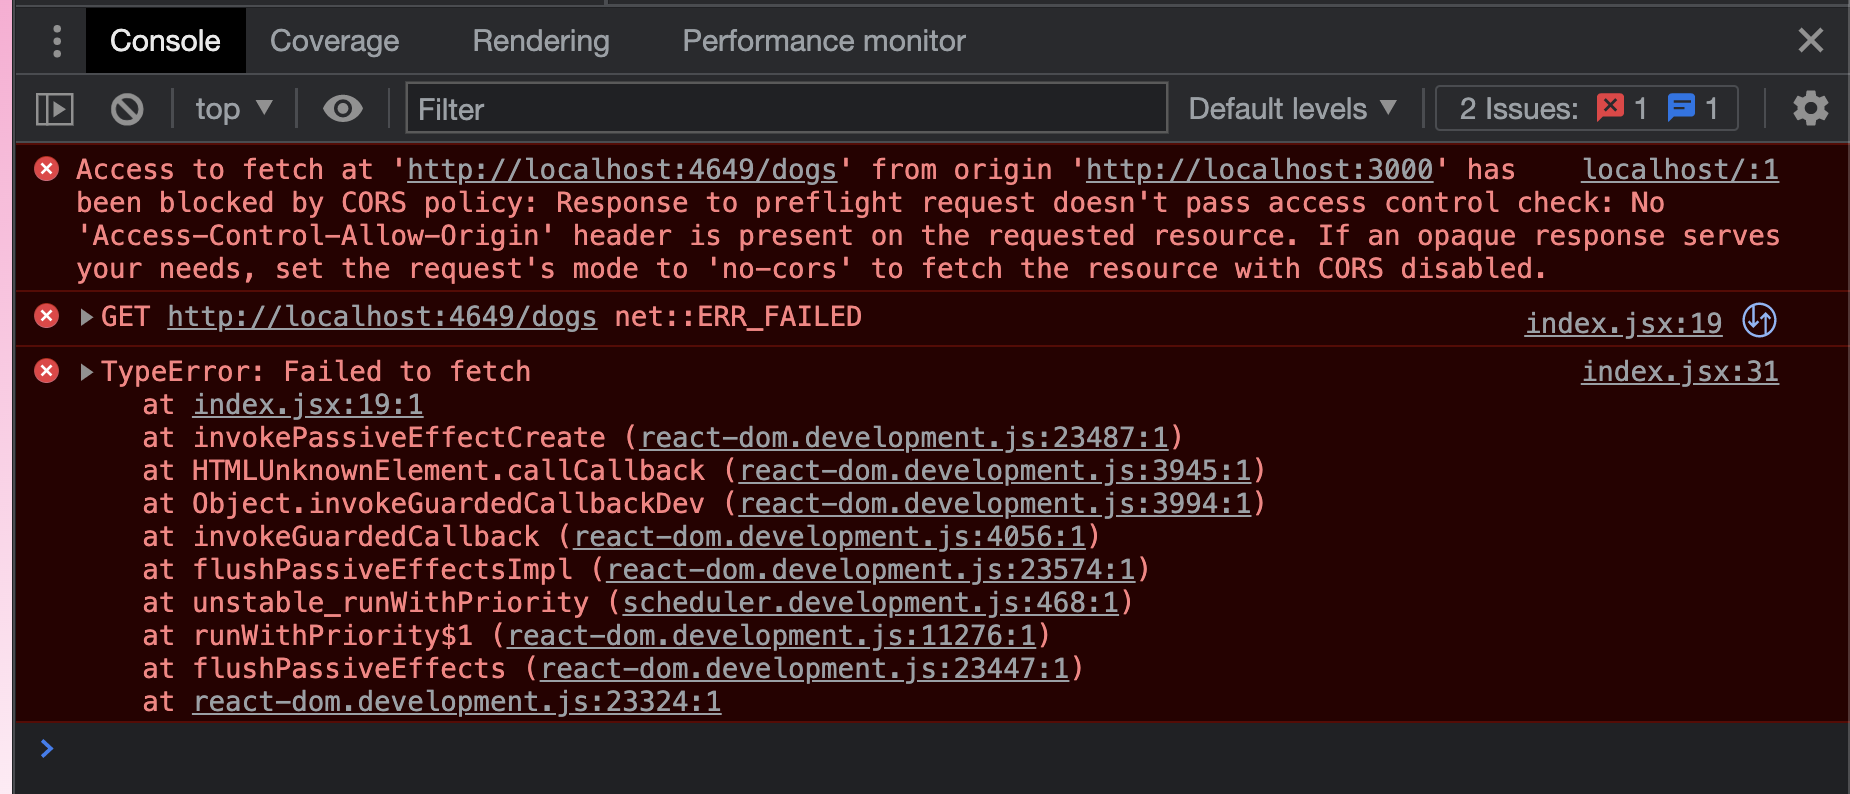 Console Coverage Rendering Performance monitor
top Filter Default levels 2 Issues: 1 1
Access to fetch at 'http://localhost:4649/dogs' from origin 'http://localhost:3000' has localhost/:1
been blocked by CORS policy: Response to preflight request doesn't pass access control check: No
'Access-Control-Allow-Origin' header is present on the requested resource. If an opaque response serves
your needs, set the request's mode to 'no-cors' to fetch the resource with CORS disabled.
GET http://localhost:4649/dogs net::ERR_FAILED index.jsx:19
TypeError: Failed to fetch index.jsx:31
at index.jsx:19:1
at invokePassiveEffectCreate (react-dom.development.js:23487:1)
at HTMLUnknownElement.callCallback (react-dom.development.js:3945:1)
at Object.invokeGuardedCallbackDev (react-dom.development.js:3994:1)
at invokeGuardedCallback (react-dom.development.js:4056:1)
at flushPassiveEffectsImpl (react-dom.development.js:23574:1)
at unstable_runWithPriority (scheduler.development.js:468:1)
at runWithPriority$1 (react-dom.development.js:11276:1)
at flushPassiveEffects (react-dom.development.js:23447:1)
at react-dom.development.js:23324:1